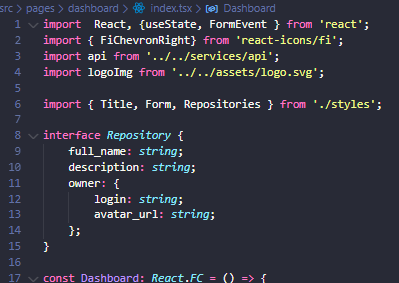 src > pages > dashboard > index.tsx > Dashboard
1 import  React, {useState, FormEvent } from 'react';
2 import { FiChevronRight} from 'react-icons/fi';
3 import api from '../../services/api';
4 import logoImg from '../../assets/logo.svg';
5
6 import { Title, Form, Repositories } from './styles';
7
8 interface Repository {
9     full_name: string;
10     description: string;
11     owner: {
12         login: string;
13         avatar_url: string;
14     };
15 }
16
17 const Dashboard: React.FC = () => {